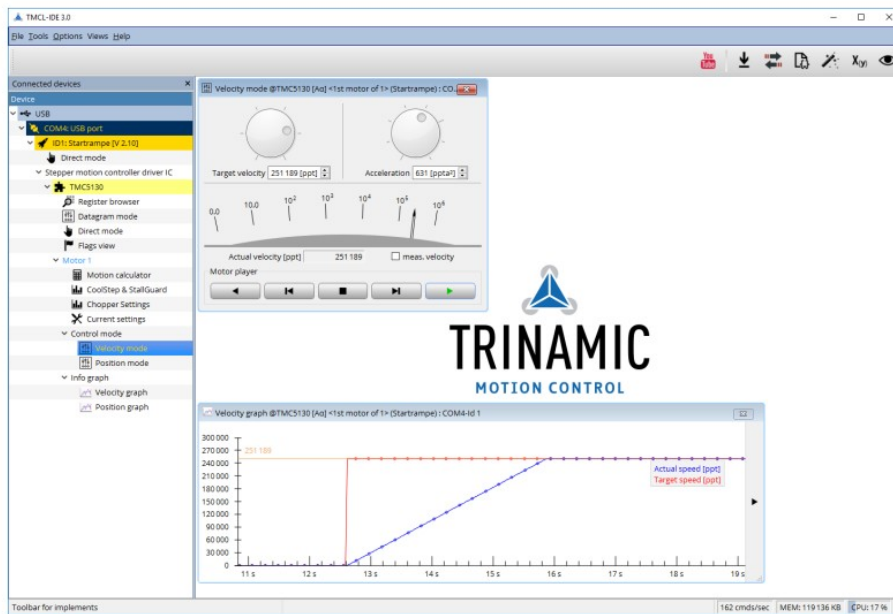 TMCL-IDE 3.0
File Tools Options Views Help
You
Tube
X(y)
Connected devices
Device
USB
COM4: USB port
ID1: Startrampe [V 2.10]
Direct mode
Stepper motion controller driver IC
TMC5130
Register browser
Datagram mode
Direct mode
Flags view
Motor 1
Motion calculator
CoolStep & StallGuard
Chopper Settings
Current settings
Control mode
Velocity mode
Position mode
Info graph
Velocity graph
Position graph
Velocity mode @TMC5130 [Aq] <1st motor of 1> (Startrampe) : CO...
Target velocity 251 189 [ppt] Acceleration 631 [ppta²]
0.0 10.0 10² 10³ 10⁴ 10⁵ 10⁶
Actual velocity [ppt] 251 189 meas. velocity
Motor player
TRINAMIC
MOTION CONTROL
Velocity graph @TMC5130 [Aq] <1st motor of 1> (Startrampe) : COM4-Id 1
300 000
270 000
240 000
210 000
180 000
150 000
120 000
90 000
60 000
30 000
0
251 189
Actual speed [ppt]
Target speed [ppt]
11 s 12 s 13 s 14 s 15 s 16 s 17 s 18 s 19 s
Toolbar for implements 162 cmds/sec MEM: 119 136 KB CPU: 17 %